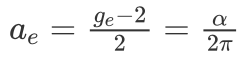 $a_e = \frac{g_e - 2}{2} = \frac{\alpha}{2\pi}$